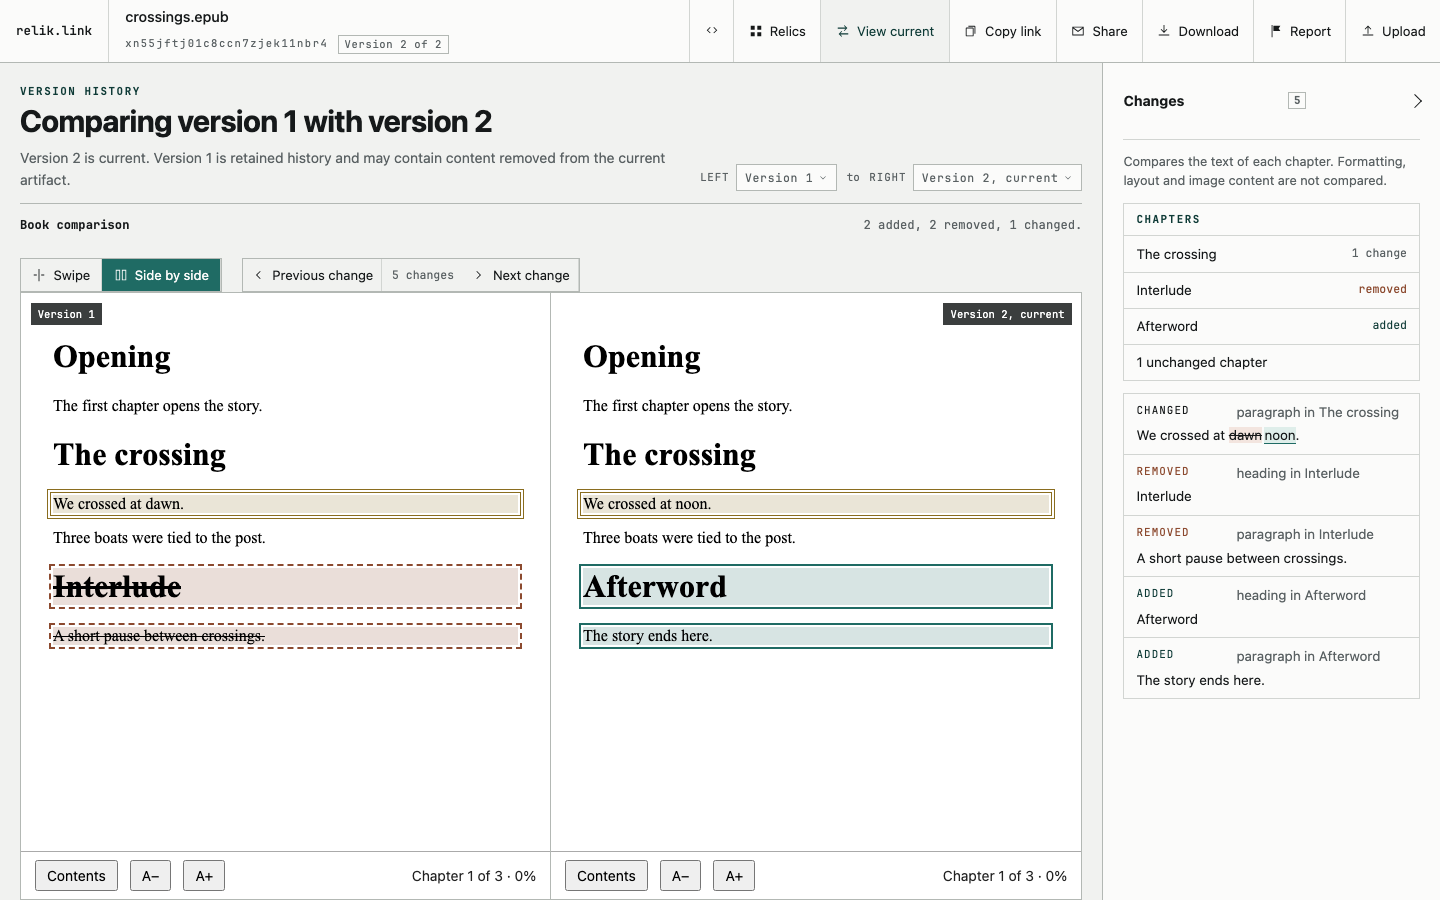 relik.link
crossings.epub
xn55jftj01c8ccn7zjek11nbr4 Version 2 of 2
Relics
View current
Copy link
Share
Download
Report
Upload
VERSION HISTORY
Comparing version 1 with version 2
Version 2 is current. Version 1 is retained history and may contain content removed from the current
artifact.
LEFT Version 1 to RIGHT Version 2, current
Book comparison
2 added, 2 removed, 1 changed.
Swipe
Side by side
Previous change
5 changes
Next change
Version 1
Opening
The first chapter opens the story.
The crossing
We crossed at dawn.
Three boats were tied to the post.
Interlude
A short pause between crossings.
Contents A− A+ Chapter 1 of 3 · 0%
Version 2, current
Opening
The first chapter opens the story.
The crossing
We crossed at noon.
Three boats were tied to the post.
Afterword
The story ends here.
Contents A− A+ Chapter 1 of 3 · 0%
Changes 5
Compares the text of each chapter. Formatting,
layout and image content are not compared.
CHAPTERS
The crossing 1 change
Interlude removed
Afterword added
1 unchanged chapter
CHANGED paragraph in The crossing
We crossed at dawn noon.
REMOVED heading in Interlude
Interlude
REMOVED paragraph in Interlude
A short pause between crossings.
ADDED heading in Afterword
Afterword
ADDED paragraph in Afterword
The story ends here.